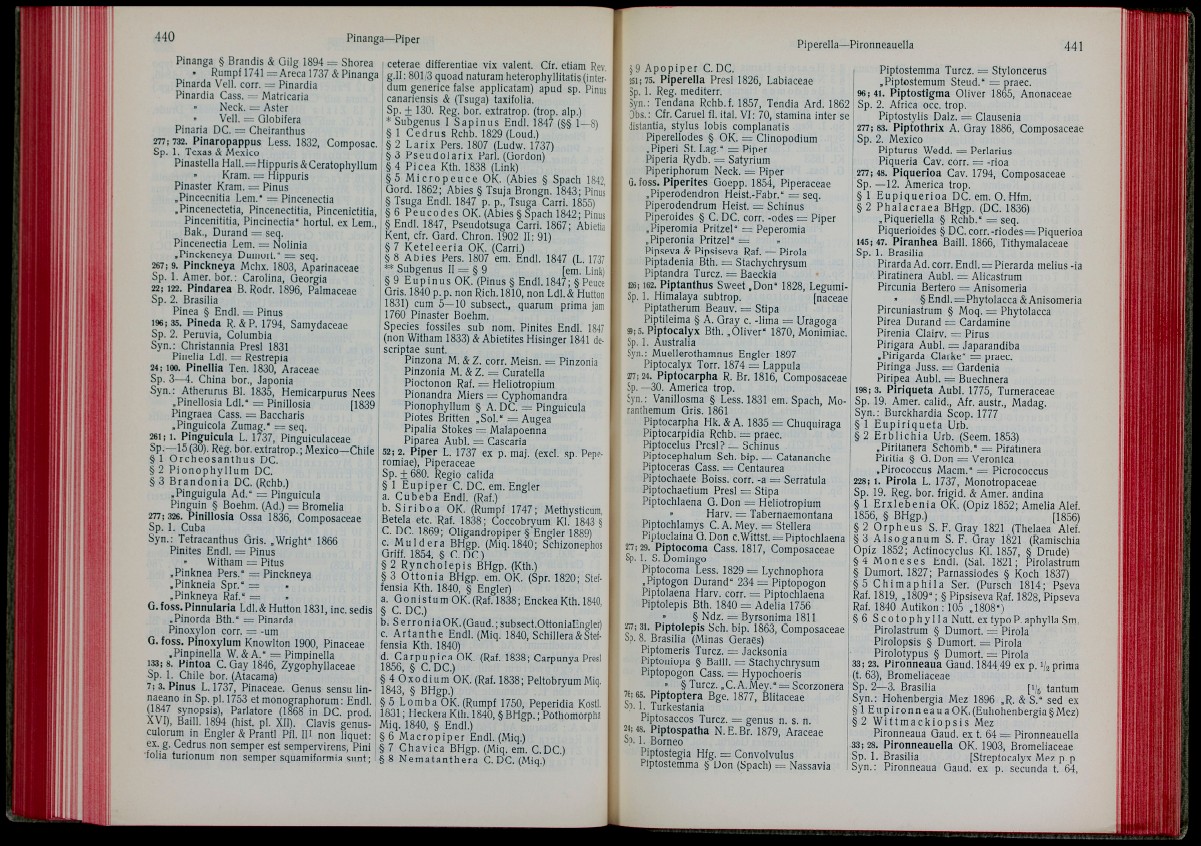 440
Pinanga—Piper
Pinanga § Brandis & Gilg 1894 = Shorea
„ Rumpf 1741 = Areca 1737 & Pinanga
Pinarda Vell. corr. = Pinardia
Pinardia Cass. = Matricaria
„ Neck. = Aster
„ Vell. = Globifera
Pinaria DC. = Cheiranthus
277; 732. Pinaropappus Less. 1832, Composac.
Sp. 1. Texas & Mexico
Pinastella Hall. = Hippuris & Ceratophyllum
„ Kram. = Hippuris
Pinaster Kram. = Pinus
„Pincecnitia Lem.“ = Pincenectia
„Pincenectetia, Pincenectitia, Pincenictitia,
Pincenititia, Pincinectia“ hortul. ex Lem.,
Bak., Durand = seq.
Pincenectia Lem. = Nolinia
„Pinckeneya Dumort.“ = seq.
267; 9. Pinckneya Mchx. 1803, Aparinaceae
Sp. 1. Amer. bor.: Carolina, Georgia
22; 122. Pindarea B. Rodr. 1896, Palmaceae
Sp. 2. Brasilia
Pinea § Endl. = Pinus
196; 35. Pineda R. & P. 1794, Samydaceae
Sp. 2. Peruvia, Columbia
Syn.: Christannia Presl 1831
Pinelia Ldl. = Restrepia
24; 100. Pinellia Ten. 1830, Araceae
Sp. 3—4. China bor., Japonia
Syn.: Atherurus Bl. 1835, Hemicarpurus Nees
„Pinellosia Ldl.“ = Pinillosia [1839
Pingraea Cass. = Baccharis
„Pinguicola Zumag.“ = seq.
261; 1. Pinguicula L. 1737, Pinguiculaceae
Sp.—15 (30). Reg. bor. extratrop.; Mexico—Chile
§ 1 Orcheosanthus DC.
§ 2 Pionophyllum DC.
§ 3 Brandonia DC. (Rchb.)
„Pinguigula Ad.“ = Pinguicula
Pinguin § Boehm. (Ad.) = Bromelia
277; 326. Pinillosia Ossa 1836, Composaceae
Sp. 1. Cuba
Syn.: Tetracanthus Gris. „Wright“ 1866
Pinites Endl. = Pinus
„ Witham = Pitus
„Pinknea Pers.“ = Pinckneya
„Pinkneia Spr.“ = „
„Pinkneya Raf.“ = „
G. foss. Pinnularia Ldl. & Hutton 1831, inc. sedis
„Pinorda Bth.“ = Pinarda
Pinoxylon corr. = -um
G. foss. Pinoxylum Knowlton 1900, Pinaceae
„Pinpinella W. & A.“ = Pimpinella
133; 8. Pintoa C. Gay 1846, Zygophyllaceae
Sp. 1. Chile bor. (Atacama)
7; 3. Pinus L. 1737, Pinaceae. Genus sensu lin-
naeano in Sp. pl. 1753 et monographorum: Endl.
(1847 synopsis), Parlatore (1868 in DC. prod.
XVI), Baill. 1894 (hist. pl. XII). Clavis genus-
culorum in Engler & Prantl Pfl. II¹ non liquet:
ex. g. Cedrus non semper est sempervirens, Pini
folia turionum non semper squamiformia sunt;
ceterae differentiae vix valent. Cfr. etiam Rev.
g. II: 801/3 quoad naturam heterophyllitatis (inter-
dum generice false applicatam) apud sp. Pinus
canariensis & (Tsuga) taxifolia.
Sp. ± 130. Reg. bor. extratrop. (trop. alp.)
* Subgenus I Sapinus Endl. 1847 (§§ 1—8)
§ 1 Cedrus Rchb. 1829 (Loud.)
§ 2 Larix Pers. 1807 (Ludw. 1737)
§ 3 Pseudolarix Parl. (Gordon)
§ 4 Picea Kth. 1838 (Link)
§ 5 Micropeuce OK. (Abies § Spach 1842,
Gord. 1862; Abies § Tsuja Brongn. 1843; Pinus
§ Tsuga Endl. 1847 p. p., Tsuga Carri. 1855)
§ 6 Peucodes OK. (Abies § Spach 1842; Pinus
§ Endl. 1847, Pseudotsuga Carri. 1867; Abietia
Kent, cfr. Gard. Chron. 1902 II: 91)
§ 7 Keteleeria OK. (Carri.)
§ 8 Abies Pers. 1807 em. Endl. 1847 (L. 1737
** Subgenus II = § 9 [em. Link)
§ 9 Eupinus OK. (Pinus § Endl. 1847; § Peuce
Gris. 1840 p. p. non Rich. 1810, non Ldl. & Hutton
1831) cum 5—10 subsect., quarum prima jam
1760 Pinaster Boehm.
Species fossiles sub nom. Pinites Endl. 1847
(non Witham 1833) & Abietites Hisinger 1841 de-
scriptae sunt.
Pinzona M. & Z. corr. Meisn. = Pinzonia
Pinzonia M. & Z. = Curatella
Pioctonon Raf. = Heliotropium
Pionandra Miers = Cyphomandra
Pionophyllum § A. DC. = Pinguicula
Piotes Britten „Sol.“ = Augea
Pipalia Stokes = Malapoenna
Piparea Aubl. = Cascaria
52; 2. Piper L. 1737 ex p. maj. (excl. sp. Pepe-
romiae), Piperaceae
Sp. ± 680. Regio calida
§ 1 Eupiper C. DC. em. Engler
a. Cubeba Endl. (Raf.)
b. Siriboa OK. (Rumpf 1747; Methysticum,
Betela etc. Raf. 1838; Coccobryum Kl. 1843 §
C. DC. 1869; Oligandropiper § Engler 1889)
c. Muldera BHgp. (Miq. 1840; Schizonephos
Griff. 1854, § C. DC.)
§ 2 Ryncholepis BHgp. (Kth.)
§ 3 Ottonia BHgp. em. OK. (Spr. 1820; Stef-
fensia Kth. 1840, § Engler)
a. Gonistum OK. (Raf. 1838; Enckea Kth. 1840,
§ C. DC.)
b. Serronia OK. (Gaud.; subsect. Ottonia Engler)
c. Artanthe Endl. (Miq. 1840, Schillera & Stef-
fensia Kth. 1840)
d. Carpupica OK. (Raf. 1838; Carpunya Presl
1856, § C. DC.)
§ 4 Oxodium OK. (Raf. 1838; Peltobryum Miq.
1843, § BHgp.)
§ 5 Lomba OK. (Rumpf 1750, Peperidia Kostl.
1831; Heckeria Kth. 1840, § BHgp.; Pothomorpha
Miq. 1840, § Endl.)
§ 6 Macropiper Endl. (Miq.)
§ 7 Chavica BHgp. (Miq. em. C. DC.)
§ 8 Nematanthera C. DC. (Miq.)
Piperella—Pironneauella
441
§ 9 Apopiper C. DC.
151; 75. Piperella Presl 1826, Labiaceae
Sp. 1. Reg. mediterr.
Syn.: Tendana Rchb. f. 1857, Tendia Ard. 1862
Obs.: Cfr. Caruel fl. ital. VI: 70, stamina inter se
distantia, stylus lobis complanatis
Piperellodes § OK. = Clinopodium
„Piperi St. Lag.“ = Piper
Piperia Rydb. = Satyrium
Piperiphorum Neck. = Piper
G. foss. Piperites Goepp. 1854, Piperaceae
„Piperodendron Heist.-Fabr.“ = seq.
Piperodendrum Heist. = Schinus
Piperoides § C. DC. corr. -odes = Piper
„Piperomia Pritzel“ = Peperomia
„Piperonia Pritzel“ = „
Pipseva & Pipsiseva Raf. = Pirola
Piptadenia Bth. = Stachychrysum
Piptandra Turcz. = Baeckia
126; 162. Piptanthus Sweet „Don“ 1828, Legumi-
Sp. 1. Himalaya subtrop. [naceae
Piptatherum Beauv. = Stipa
Piptileima § A. Gray c. -lima = Uragoga
99; 5. Piptocalyx Bth. „Oliver“ 1870, Monimiac.
Sp. 1. Australia
Syn.: Muellerothamnus Engler 1897
Piptocalyx Torr. 1874 = Lappula
277; 24. Piptocarpha R. Br. 1816, Composaceae
Sp. —30. America trop.
Syn.: Vanillosma § Less. 1831 em. Spach, Mo-
ranthemum Gris. 1861
Piptocarpha Hk. & A. 1835 = Chuquiraga
Piptocarpidia Rchb. = praec.
Piptocelus Presl? = Schinus
Piptocephalum Sch. bip. = Catananche
Piptoceras Cass. = Centaurea
Piptochaete Boiss. corr. -a = Serratula
Piptochaetium Presl = Stipa
Piptochlaena G. Don = Heliotropium
„ Harv. = Tabernaemontana
Piptochlamys C. A. Mey. = Stellera
Piptoclaina G. Don c. Wittst. = Piptochlaena
277; 29. Piptocoma Cass. 1817, Composaceae
Sp. 1. S. Domingo
Piptocoma Less. 1829 = Lychnophora
„Piptogon Durand“ 234 = Piptopogon
Piptolaena Harv. corr. = Piptochlaena
Piptolepis Bth. 1840 = Adelia 1756
„ § Ndz. = Byrsonima 1811
277; 31. Piptolepis Sch. bip. 1863, Composaceae
Sp. 8. Brasilia (Minas Geraes)
Piptomeris Turcz. = Jacksonia
Piptoniopa § Baill. = Stachychrysum
Piptopogon Cass. = Hypochoeris
„ § Turcz. „C. A. Mey.“ = Scorzonera
76; 65. Piptoptera Bge. 1877, Blitaceae
Sp. 1. Turkestania
Piptosaccos Turcz. = genus n. s. n.
24; 48. Piptospatha N. E. Br. 1879, Araceae
Sp. 1. Borneo
Piptostegia Hfg. = Convolvulus
Piptostemma § Don (Spach) = Nassavia
Piptostemma Turcz. = Styloncerus
„Piptostemum Steud.“ = praec.
96; 41. Piptostigma Oliver 1865, Anonaceae
Sp. 2. Africa occ. trop.
Piptostylis Dalz. = Clausenia
277; 83. Piptothrix A. Gray 1886, Composaceae
Sp. 2. Mexico
Pipturus Wedd. = Perlarius
Piqueria Cav. corr. = -rioa
277; 48. Piquerioa Cav. 1794, Composaceae
Sp. —12. America trop.
§ 1 Eupiquerioa DC. em. O. Hfm.
§ 2 Phalacraea BHgp. (DC. 1836)
„Piqueriella § Rchb.“ = seq.
Piquerioides § DC. corr. -riodes = Piquerioa
145; 47. Piranhea Baill. 1866, Tithymalaceae
Sp. 1. Brasilia
Pirarda Ad. corr. Endl. = Pierarda melius -ia
Piratinera Aubl. = Alicastrum
Pircunia Bertero = Anisomeria
„ § Endl. = Phytolacca & Anisomeria
Pircuniastrum § Moq. = Phytolacca
Pirea Durand = Cardamine
Pirenia Clairv. = Pirus
Pirigara Aubl. = Japarandiba
„Pirigarda Clarke“ = praec.
Piringa Juss. = Gardenia
Piripea Aubl. = Buechnera
198; 3. Piriqueta Aubl. 1775, Turneraceae
Sp. 19. Amer. calid., Afr. austr., Madag.
Syn.: Burckhardia Scop. 1777
§ 1 Eupiriqueta Urb.
§ 2 Erblichia Urb. (Seem. 1853)
„Piritanera Schomb.“ = Piratinera
Piritia § G. Don = Veronica
„Pirococcus Macm.“ = Picrococcus
228; 1. Pirola L. 1737, Monotropaceae
Sp. 19. Reg. bor. frigid. & Amer. andina
§ 1 Erxlebenia OK. (Opiz 1852; Amelia Alef.
1856, § BHgp.) [1856)
§ 2 Orpheus S. F. Gray 1821 (Thelaea Alef.
§ 3 Alsoganum S. F. Gray 1821 (Ramischia
Opiz 1852; Actinocyclus Kl. 1857, § Drude)
§ 4 Moneses Endl. (Sal. 1821; Pirolastrum
§ Dumort. 1827; Parnassiodes § Koch 1837)
§ 5 Chimaphila Ser. (Pursch 1814; Pseva
Raf. 1819, „1809“; § Pipsiseva Raf. 1828, Pipseva
Raf. 1840 Autikon: 105 „1808“)
§ 6 Scotophylla Nutt. ex typo P. aphylla Sm.
Pirolastrum § Dumort. = Pirola
Pirolopsis § Dumort. = Pirola
Pirolotypus § Dumort. = Pirola
33; 23. Pironneaua Gaud. 1844/49 ex p. ½ prima
(t. 63), Bromeliaceae
Sp. 2—3. Brasilia tantum
Syn.: Hohenbergia Mez 1896 „R. & S.“ sed ex
§ 1 Eupironneaua OK. (Euhohenbergia § Mez)
§ 2 Wittmackiopsis Mez
Pironneaua Gaud. ex t. 64 = Pironneauella
33; 28. Pironneauella OK. 1903, Bromeliaceae
Sp. 1. Brasilia [Streptocalyx Mez p. p.
Syn.: Pironneaua Gaud. ex p. secunda t. 64,